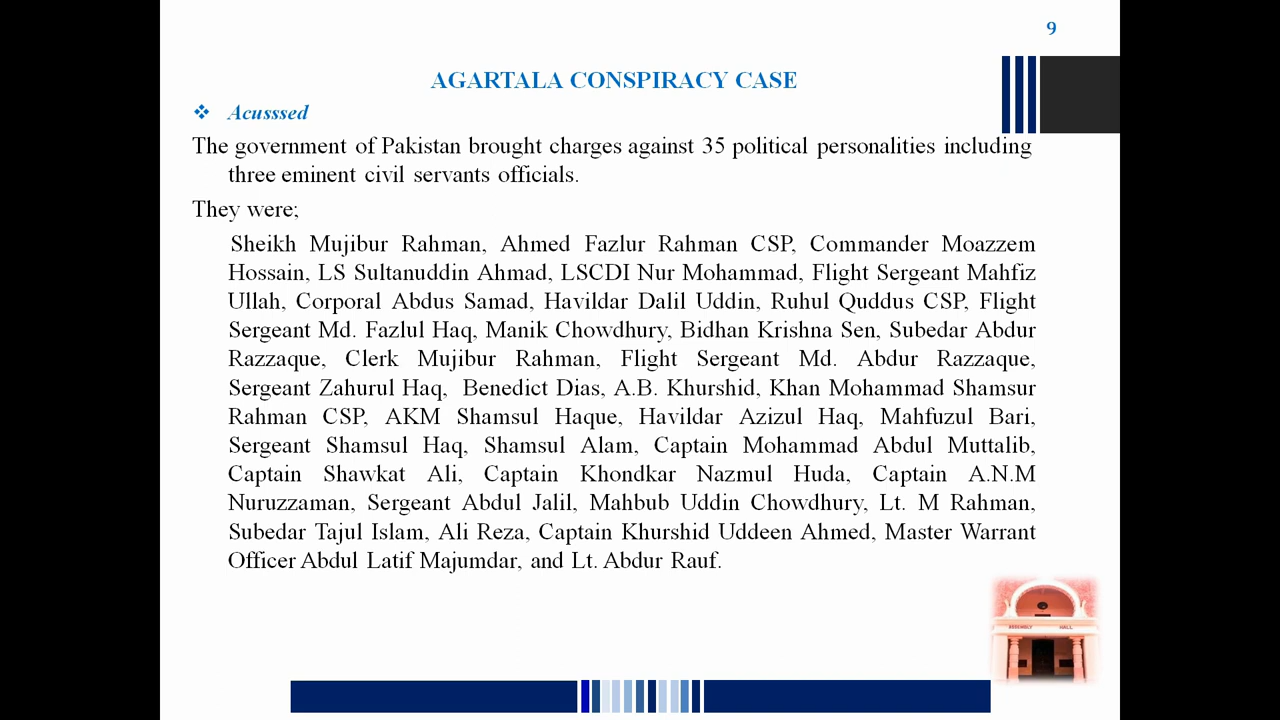 9
AGARTALA CONSPIRACY CASE
❖ Acusssed
The government of Pakistan brought charges against 35 political personalities including
three eminent civil servants officials.
They were;
Sheikh Mujibur Rahman, Ahmed Fazlur Rahman CSP, Commander Moazzem
Hossain, LS Sultanuddin Ahmad, LSCDI Nur Mohammad, Flight Sergeant Mahfiz
Ullah, Corporal Abdus Samad, Havildar Dalil Uddin, Ruhul Quddus CSP, Flight
Sergeant Md. Fazlul Haq, Manik Chowdhury, Bidhan Krishna Sen, Subedar Abdur
Razzaque, Clerk Mujibur Rahman, Flight Sergeant Md. Abdur Razzaque,
Sergeant Zahurul Haq, Benedict Dias, A.B. Khurshid, Khan Mohammad Shamsur
Rahman CSP, AKM Shamsul Haque, Havildar Azizul Haq, Mahfuzul Bari,
Sergeant Shamsul Haq, Shamsul Alam, Captain Mohammad Abdul Muttalib,
Captain Shawkat Ali, Captain Khondkar Nazmul Huda, Captain A.N.M
Nuruzzaman, Sergeant Abdul Jalil, Mahbub Uddin Chowdhury, Lt. M Rahman,
Subedar Tajul Islam, Ali Reza, Captain Khurshid Uddeen Ahmed, Master Warrant
Officer Abdul Latif Majumdar, and Lt. Abdur Rauf.
ASSEMBLY HALL